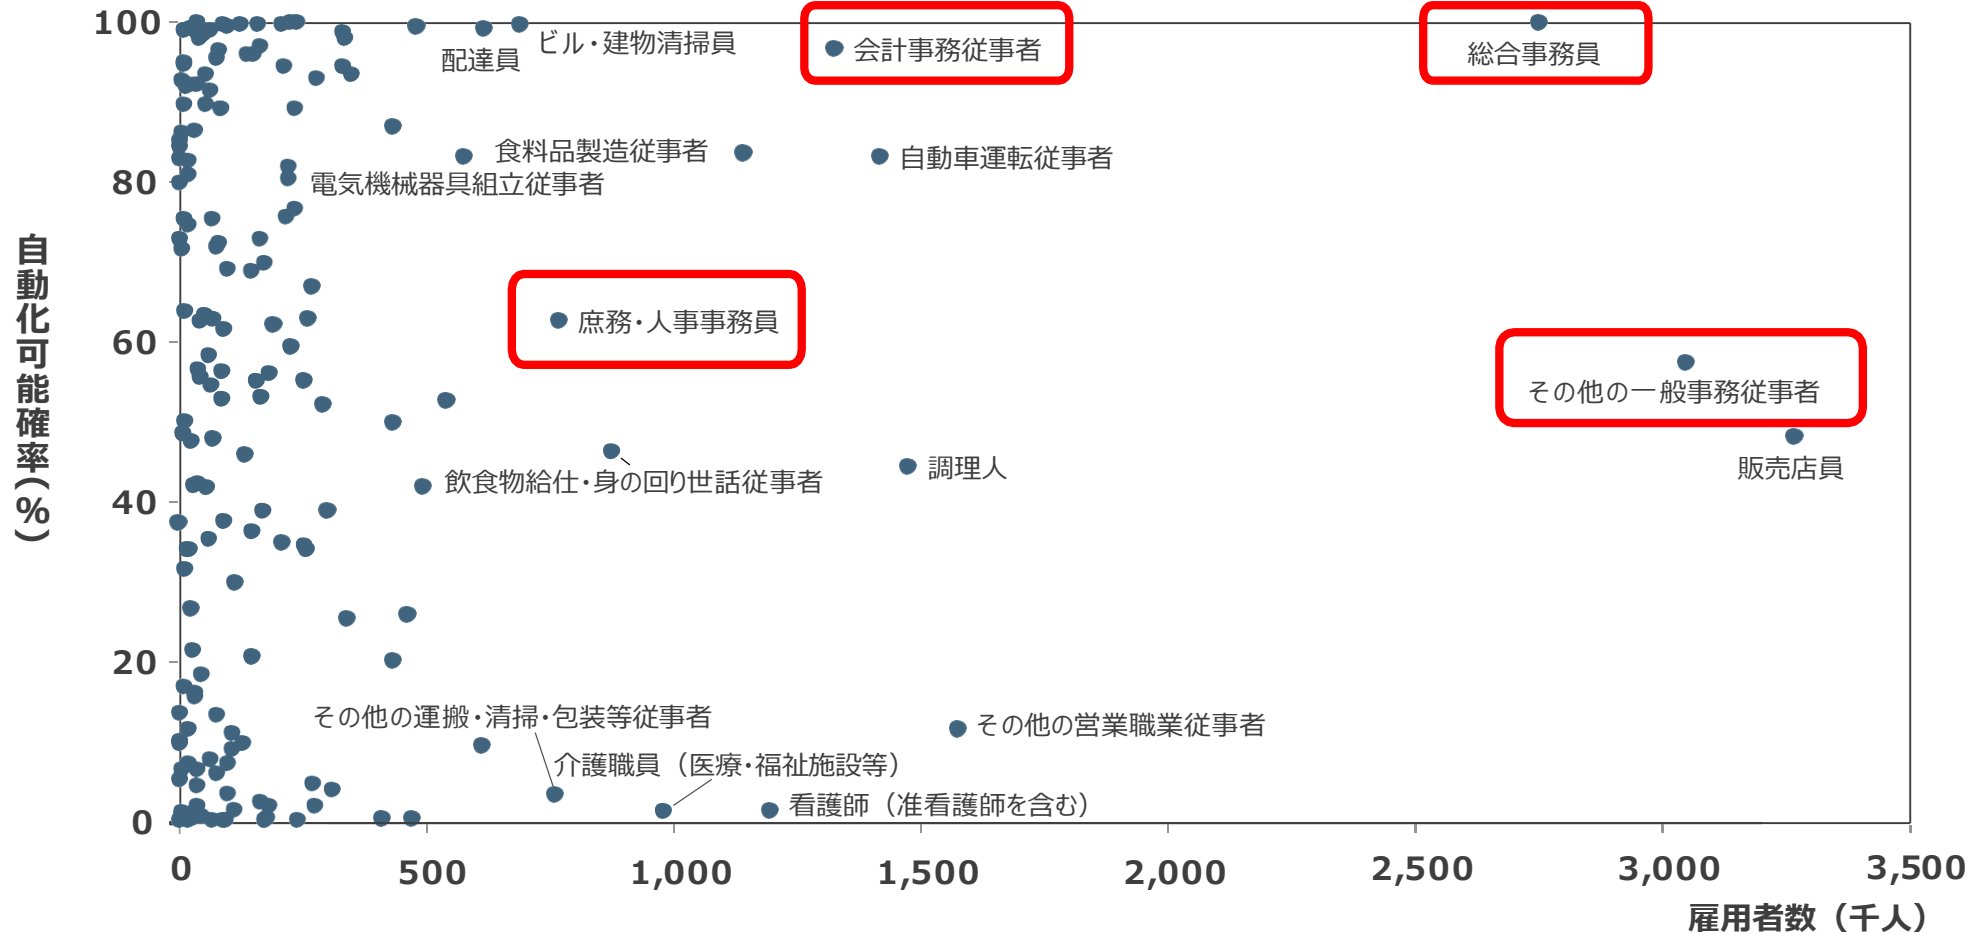 100
ビル・建物清掃員
配達員
会計事務従事者
総合事務員
食料品製造従事者
自動車運転従事者
80
電気機械器具組立従事者
自動化可能確率(%)
庶務・人事事務員
60
その他の一般事務従事者
販売店員
調理人
飲食物給仕・身の回り世話従事者
40
20
その他の運搬・清掃・包装等従事者
その他の営業職業従事者
介護職員（医療・福祉施設等）
看護師（准看護師を含む）
0
0 500 1,000 1,500 2,000 2,500 3,000 3,500
雇用者数（千人）